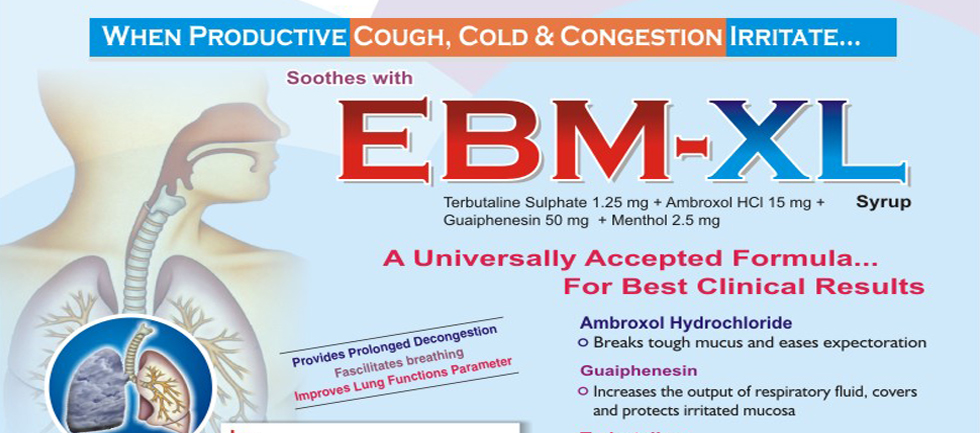 WHEN PRODUCTIVE COUGH, COLD & CONGESTION IRRITATE...
Soothes with
EBM-XL
Terbutaline Sulphate 1.25 mg + Ambroxol HCl 15 mg +
Guaiphenesin 50 mg + Menthol 2.5 mg
Syrup
A Universally Accepted Formula...
For Best Clinical Results
Provides Prolonged Decongestion
Fascilitates breathing
Improves Lung Functions Parameter
Ambroxol Hydrochloride
Breaks tough mucus and eases expectoration
Guaiphenesin
Increases the output of respiratory fluid, covers
and protects irritated mucosa